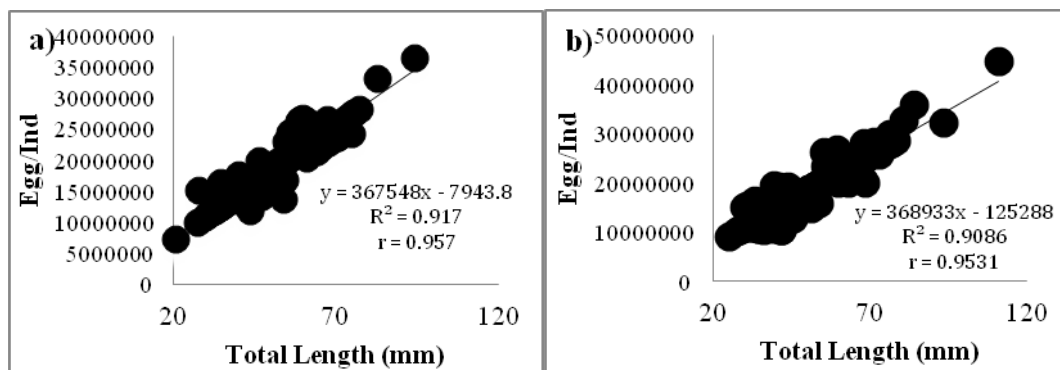 a)
40000000
35000000
30000000
25000000
20000000
15000000
10000000
5000000
0
Egg/Ind
y = 367548x - 7943.8
R² = 0.917
r = 0.957
20 70 120
Total Length (mm)
b)
50000000
40000000
30000000
20000000
10000000
0
Egg/Ind
y = 368933x - 125288
R² = 0.9086
r = 0.9531
20 70 120
Total Length (mm)